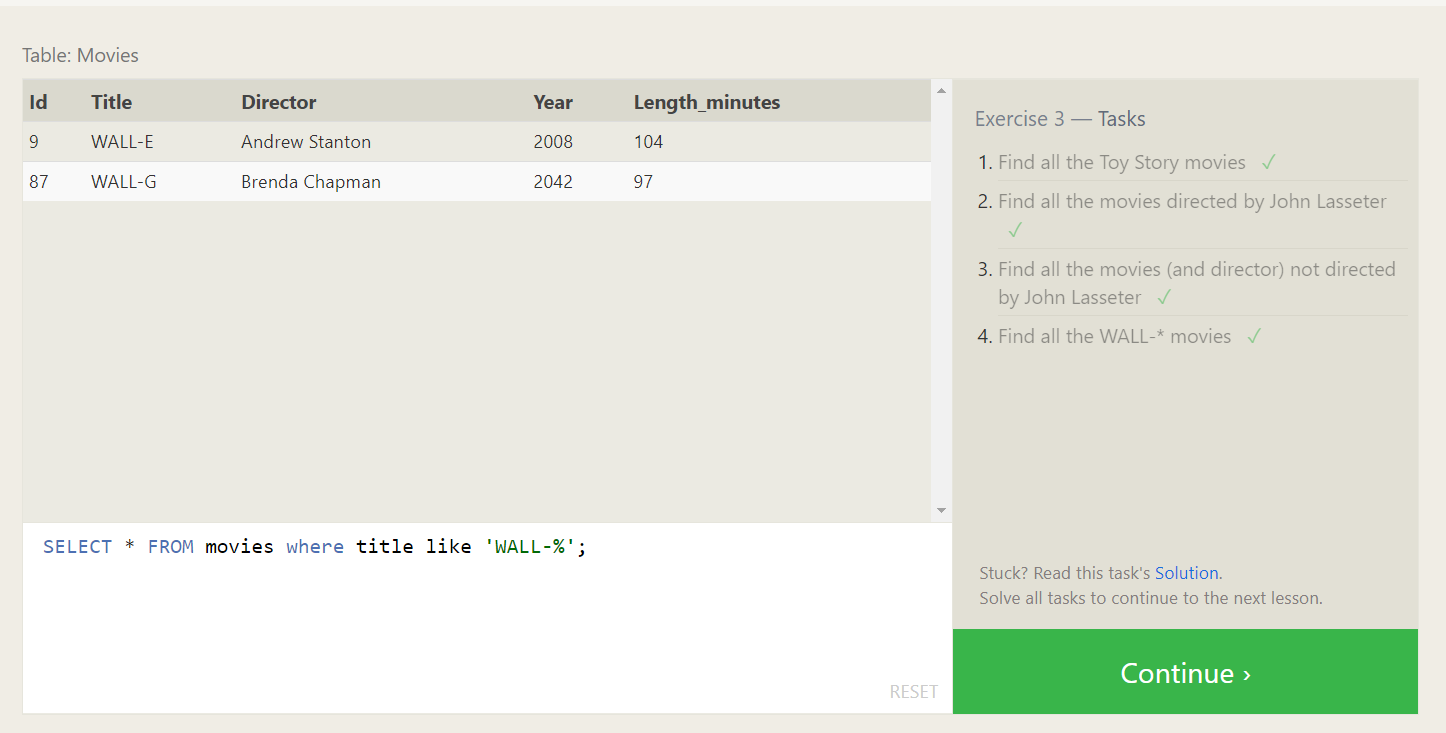 Table: Movies
Id Title Director Year Length_minutes
9 WALL-E Andrew Stanton 2008 104
87 WALL-G Brenda Chapman 2042 97
SELECT * FROM movies where title like 'WALL-%';
RESET
Exercise 3 — Tasks
1. Find all the Toy Story movies ✓
2. Find all the movies directed by John Lasseter
✓
3. Find all the movies (and director) not directed
by John Lasseter ✓
4. Find all the WALL-* movies ✓
Stuck? Read this task's Solution.
Solve all tasks to continue to the next lesson.
Continue ›